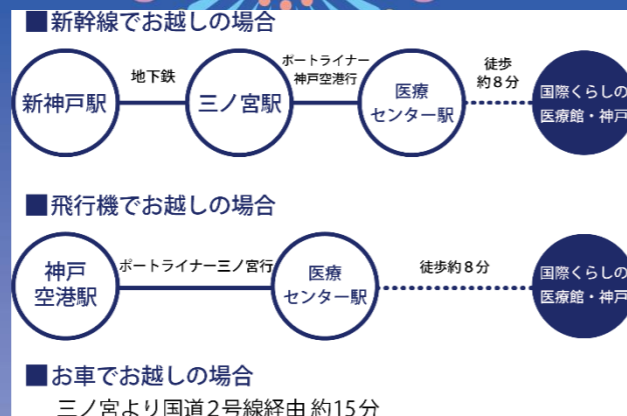 ■新幹線でお越しの場合
新神戸駅
地下鉄
三ノ宮駅
ポートライナー
神戸空港行
医療
センター駅
徒歩
約8分
国際くらしの
医療館・神戸
■飛行機でお越しの場合
神戸
空港駅
ポートライナー三ノ宮行
医療
センター駅
徒歩約8分
国際くらしの
医療館・神戸
■お車でお越しの場合
三ノ宮より国道2号線経由 約15分